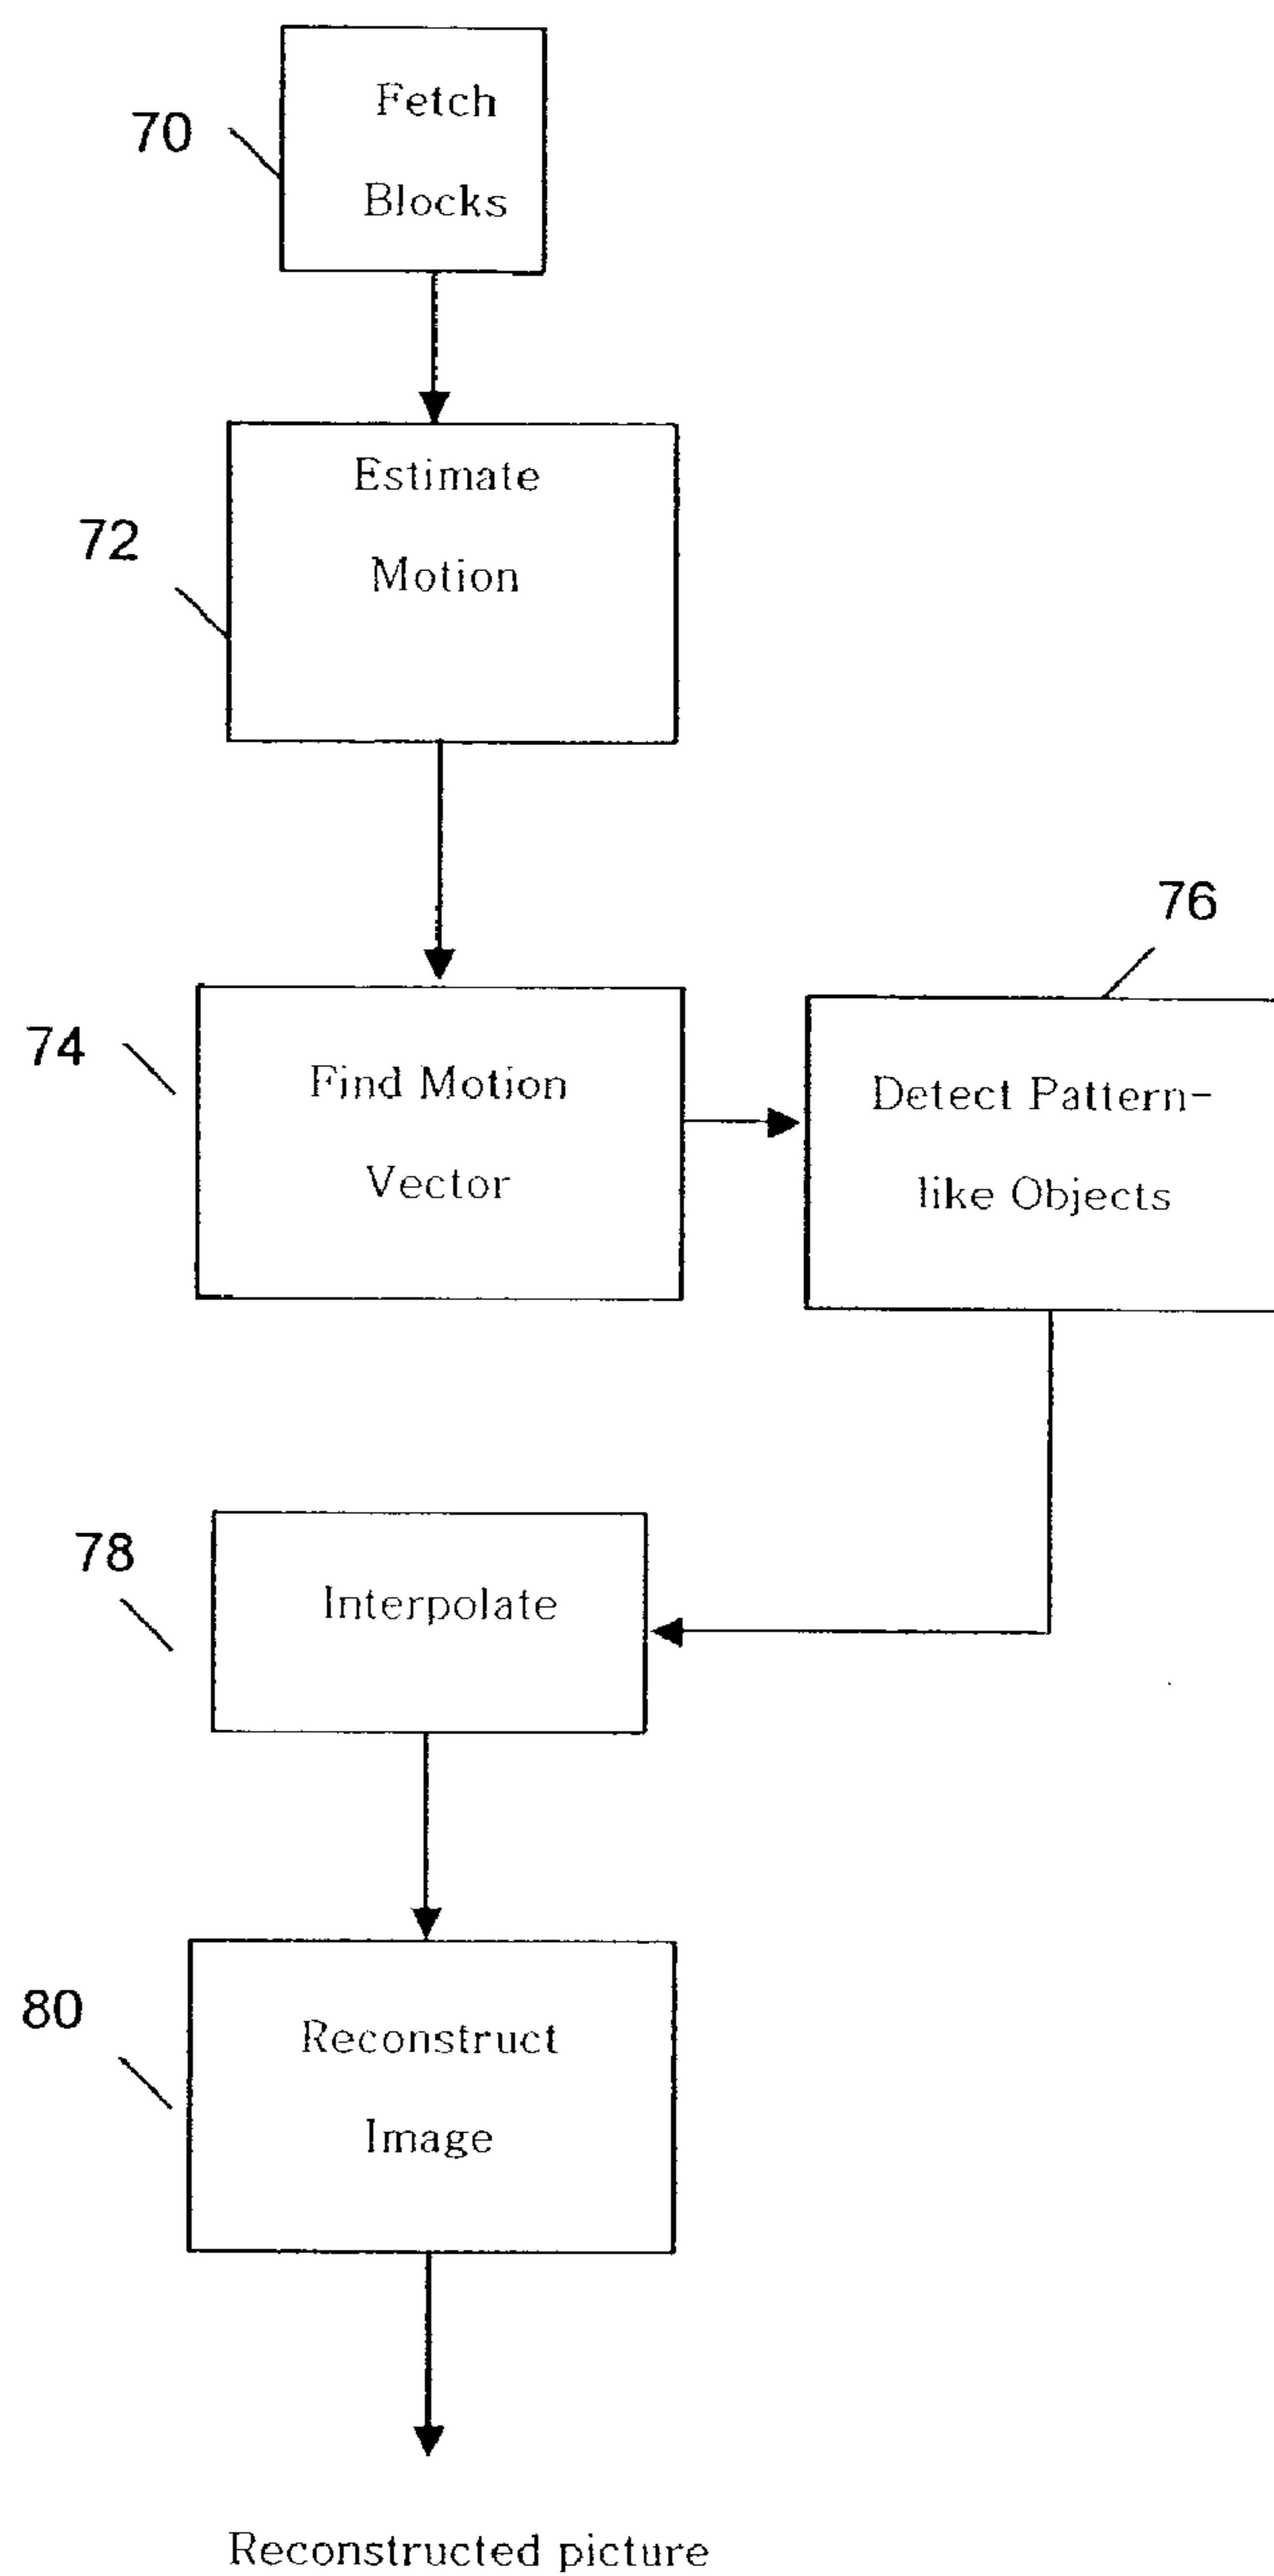 70
Fetch
Blocks
72
Estimate
Motion
74
Find Motion
Vector
76
Detect Pattern-
like Objects
78
Interpolate
80
Reconstruct
Image
Reconstructed picture